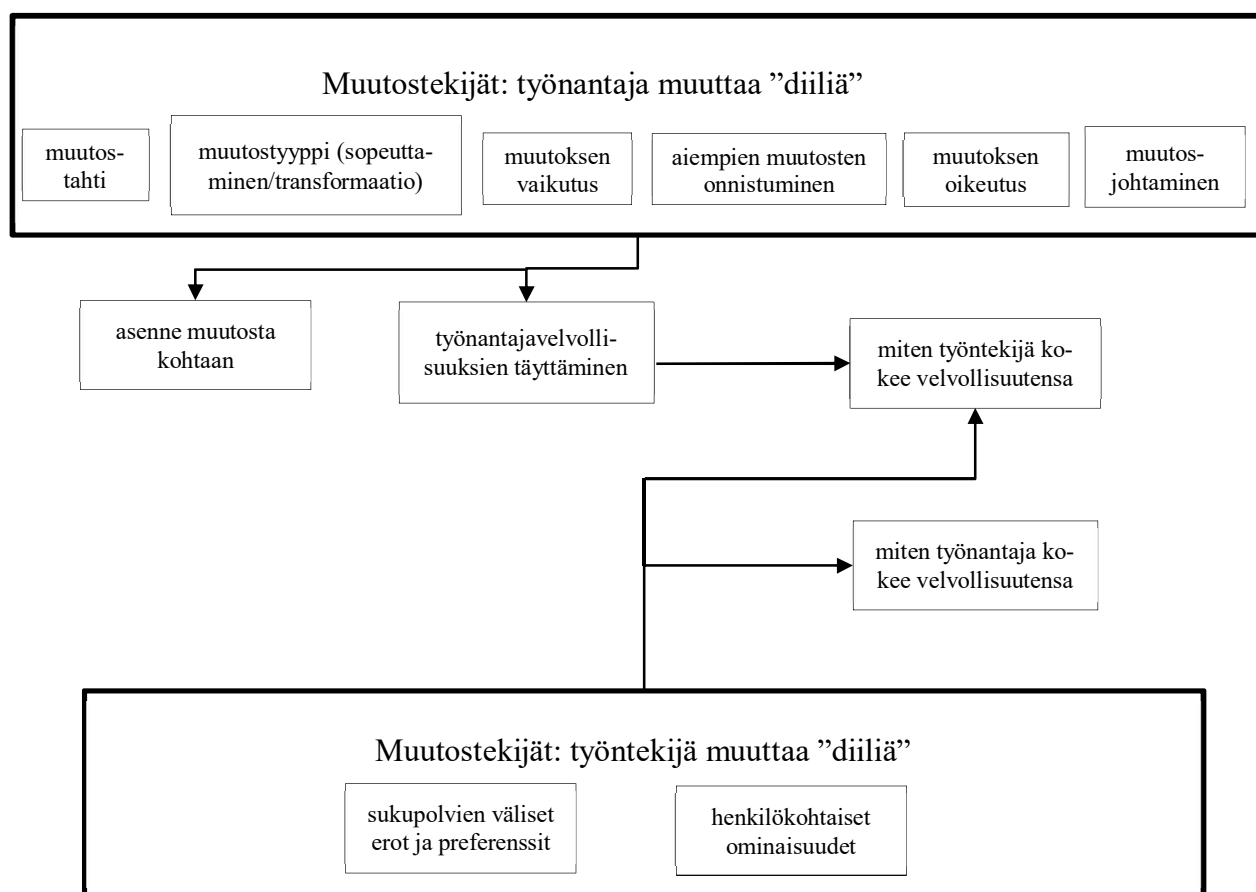 Muutostekijät: työnantaja muuttaa ”diiliä”
muutos-
tahti
muutostyyppi (sopeutta-
minen/transformaatio)
muutoksen
vaikutus
aiempien muutosten
onnistuminen
muutoksen
oikeutus
muutos-
johtaminen
asenne muutosta
kohtaan
työnantajavelvolli-
suuksien täyttäminen
miten työntekijä ko-
kee velvollisuutensa
miten työnantaja ko-
kee velvollisuutensa
Muutostekijät: työntekijä muuttaa ”diiliä”
sukupolvien väliset
erot ja preferenssit
henkilökohtaiset
ominaisuudet